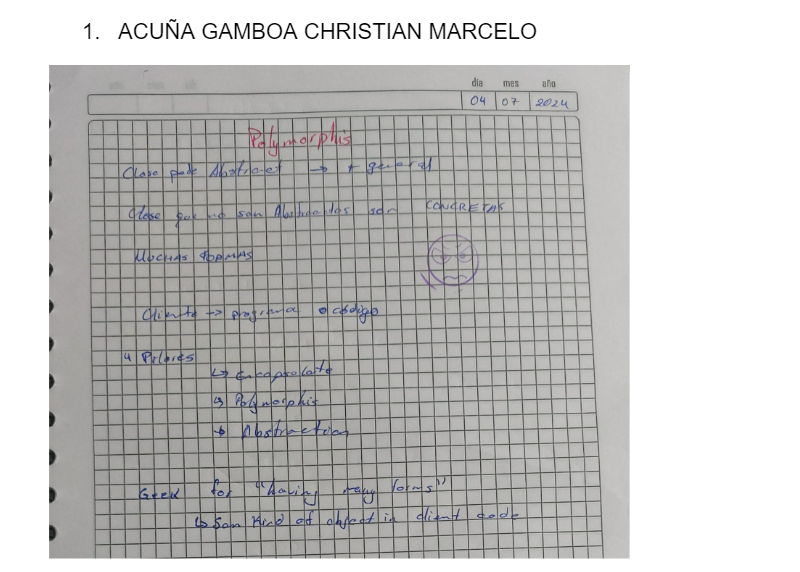 1. ACUÑA GAMBOA CHRISTIAN MARCELO
día mes año
04 07 2024
Polymorphis
Clase pade Abstract → + general
Clase que no son Abstractas son CONCRETAS
MUCHAS FORMAS
Cliente → programa o código
4 Pilares
↳ encapsulate
↳ Polymorphis
↳ Abstraction
Greek for "having many forms"
↳ Sam Kind of object in client code